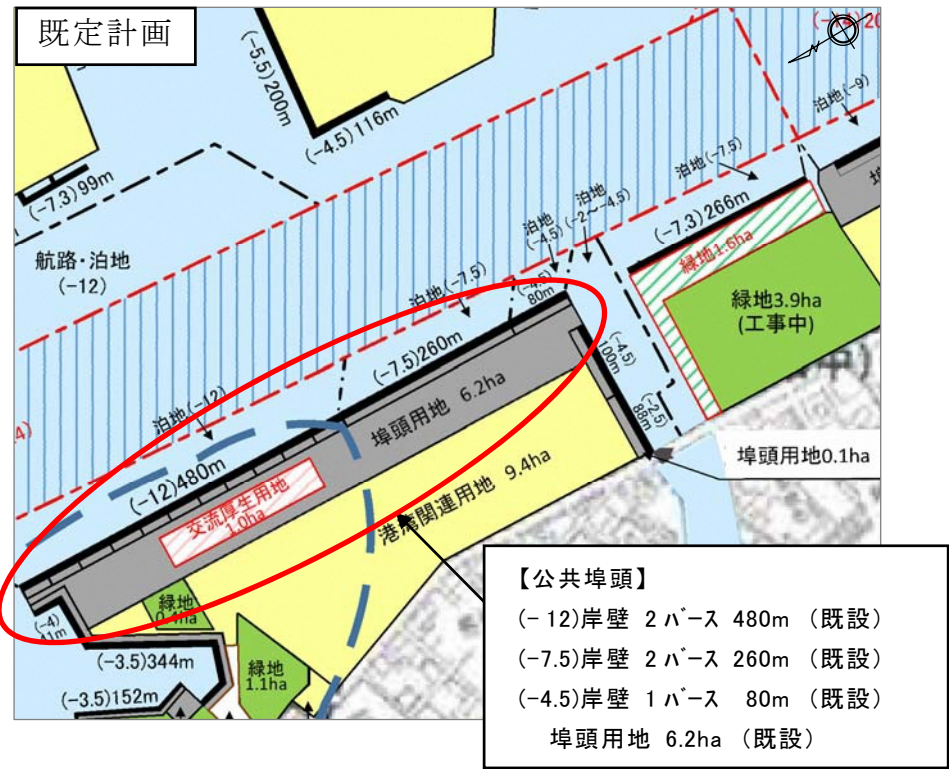 既定計画
(-14)20
(-5.5)200m
(-4.5)116m
泊地(-9)
(-7.3)99m
泊地(-7.5)
泊地
(-2~-4.5)
泊地
(-4.5)
(-7.3)266m
緑地1.6ha
航路・泊地
(-12)
泊地(-7.5)
(-4.5)
80m
緑地3.9ha
(工事中)
(-7.5)260m
(-4.5)
100m
泊地(-12)
埠頭用地 6.2ha
(-2.5)
88m
埠頭用地0.1ha
(-12)480m
港湾関連用地 9.4ha
交流厚生用地
1.0ha
緑地
0.4ha
(-4)
41m
(-3.5)344m
緑地
1.1ha
(-3.5)152m
【公共埠頭】
(-12)岸壁 2バース 480m (既設)
(-7.5)岸壁 2バース 260m (既設)
(-4.5)岸壁 1バース 80m (既設)
埠頭用地 6.2ha (既設)